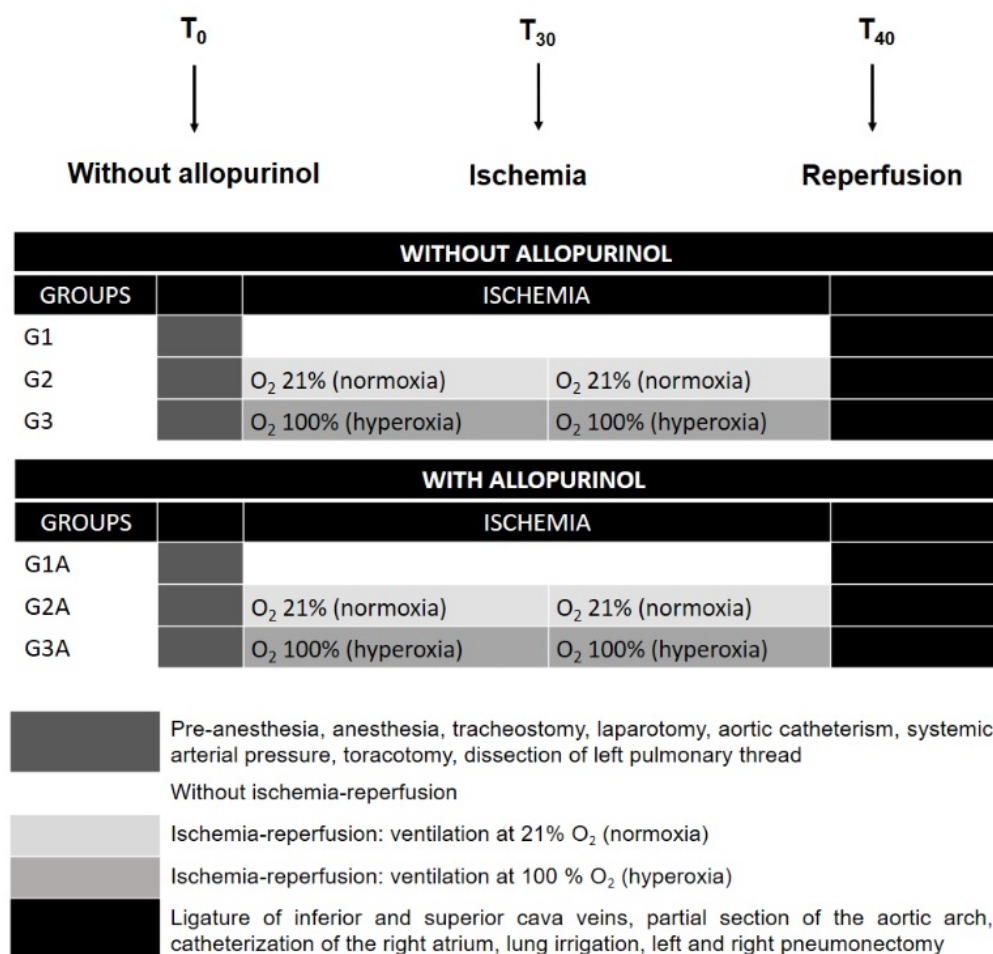 T₀ T₃₀ T₄₀
Without allopurinol Ischemia Reperfusion
WITHOUT ALLOPURINOL
GROUPS ISCHEMIA
G1
G2 O₂ 21% (normoxia) O₂ 21% (normoxia)
G3 O₂ 100% (hyperoxia) O₂ 100% (hyperoxia)
WITH ALLOPURINOL
GROUPS ISCHEMIA
G1A
G2A O₂ 21% (normoxia) O₂ 21% (normoxia)
G3A O₂ 100% (hyperoxia) O₂ 100% (hyperoxia)
Pre-anesthesia, anesthesia, tracheostomy, laparotomy, aortic catheterism, systemic
arterial pressure, toracotomy, dissection of left pulmonary thread
Without ischemia-reperfusion
Ischemia-reperfusion: ventilation at 21% O₂ (normoxia)
Ischemia-reperfusion: ventilation at 100 % O₂ (hyperoxia)
Ligature of inferior and superior cava veins, partial section of the aortic arch,
catheterization of the right atrium, lung irrigation, left and right pneumonectomy